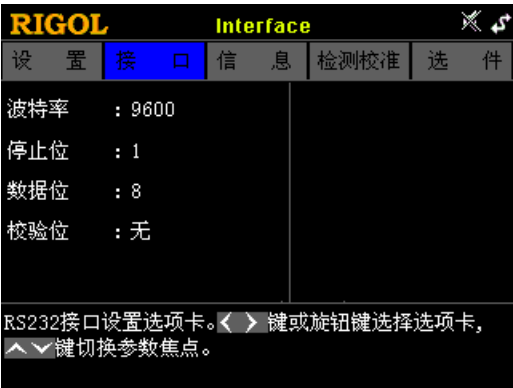 RIGOL Interface
设 置 接 口 信 息 检测校准 选 件
波特率 : 9600
停止位 : 1
数据位 : 8
校验位 : 无
RS232接口设置选项卡。< > 键或旋钮键选择选项卡,
键切换参数焦点。